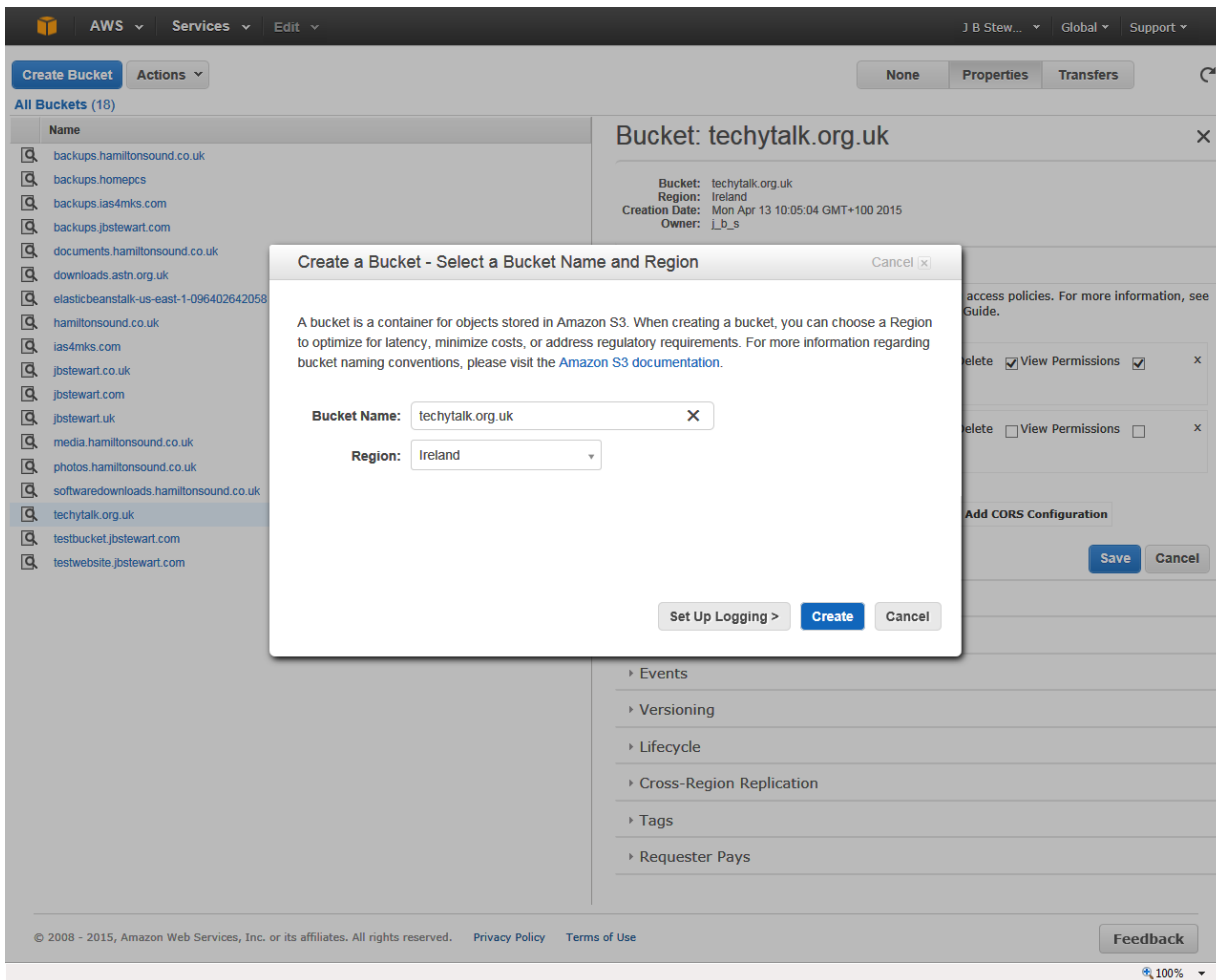 AWS Services Edit J B Stew... Global Support
Create Bucket Actions None Properties Transfers
All Buckets (18)
Name
backups.hamiltonsound.co.uk
backups.homepcs
backups.ias4mks.com
backups.jbstewart.com
documents.hamiltonsound.co.uk
downloads.astn.org.uk
elasticbeanstalk-us-east-1-096402642058
hamiltonsound.co.uk
ias4mks.com
jbstewart.co.uk
jbstewart.com
jbstewart.uk
media.hamiltonsound.co.uk
photos.hamiltonsound.co.uk
softwaredownloads.hamiltonsound.co.uk
techytalk.org.uk
testbucket.jbstewart.com
testwebsite.jbstewart.com
Bucket: techytalk.org.uk
Bucket: techytalk.org.uk
Region: Ireland
Creation Date: Mon Apr 13 10:05:04 GMT+100 2015
Owner: j_b_s
access policies. For more information, see
Guide.
elete View Permissions x
elete View Permissions x
Add CORS Configuration
Save Cancel
Create a Bucket - Select a Bucket Name and Region Cancel x
A bucket is a container for objects stored in Amazon S3. When creating a bucket, you can choose a Region
to optimize for latency, minimize costs, or address regulatory requirements. For more information regarding
bucket naming conventions, please visit the Amazon S3 documentation.
Bucket Name: techytalk.org.uk
Region: Ireland
Set Up Logging > Create Cancel
Events
Versioning
Lifecycle
Cross-Region Replication
Tags
Requester Pays
© 2008 - 2015, Amazon Web Services, Inc. or its affiliates. All rights reserved. Privacy Policy Terms of Use Feedback
100%